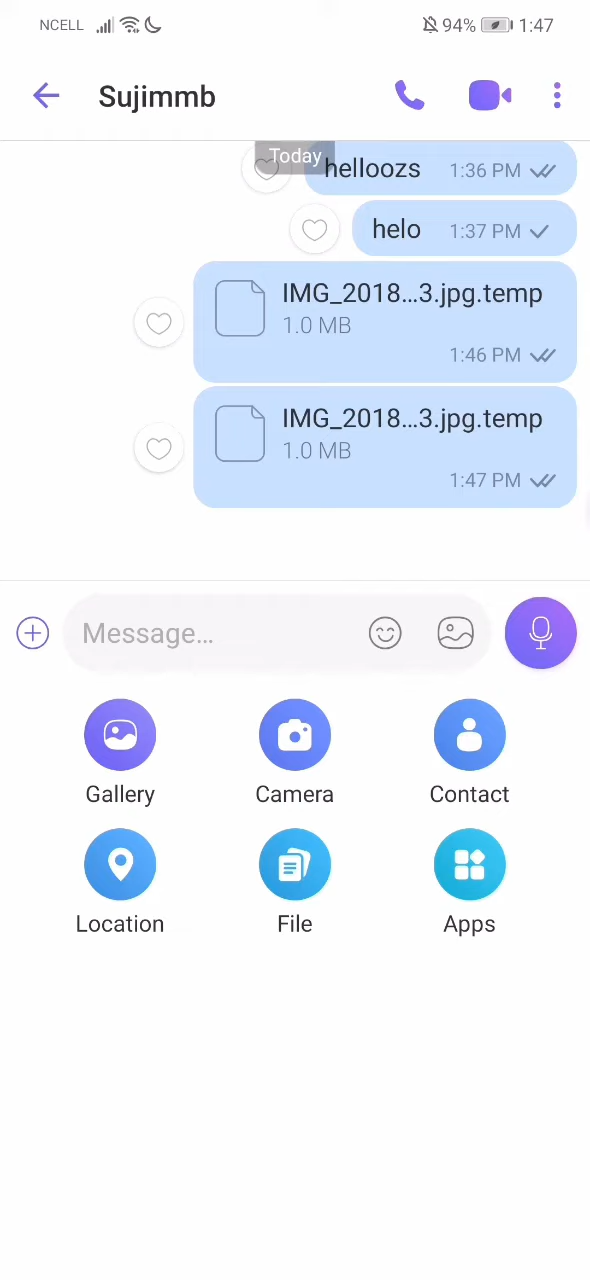 NCELL 94% 1:47
Sujimmb
Today
helloozs 1:36 PM
helo 1:37 PM
IMG_2018...3.jpg.temp
1.0 MB
1:46 PM
IMG_2018...3.jpg.temp
1.0 MB
1:47 PM
Message...
Gallery Camera Contact
Location File Apps